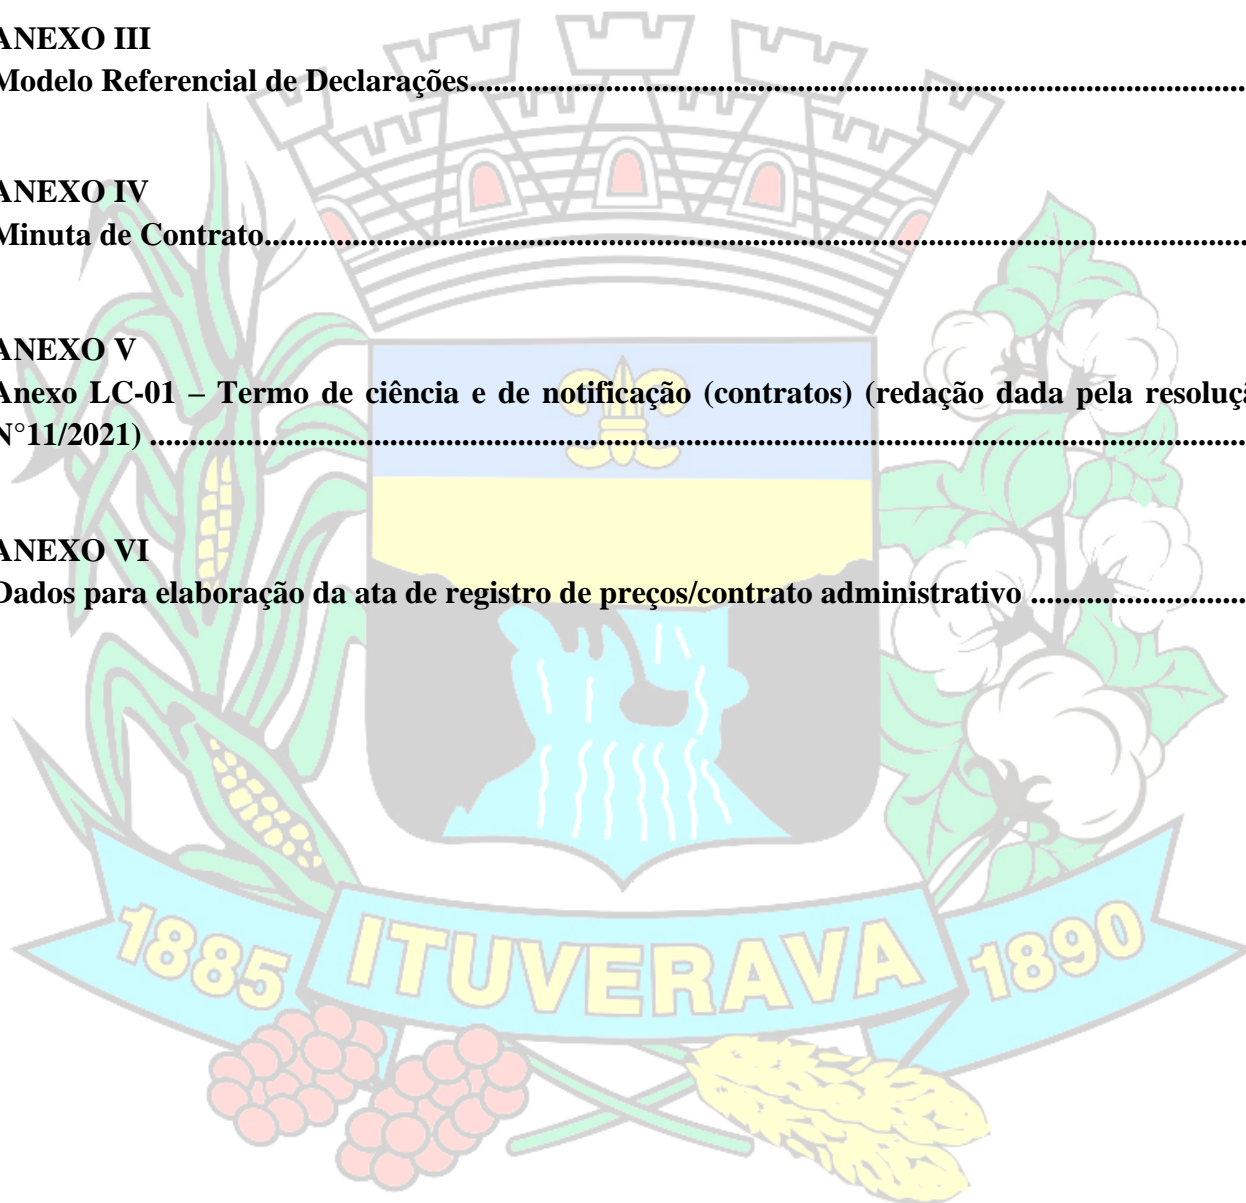 ANEXO III
Modelo Referencial de Declarações..........................................................................................
ANEXO IV
Minuta de Contrato....................................................................................................................
ANEXO V
Anexo LC-01 – Termo de ciência e de notificação (contratos) (redação dada pela
N°11/2021) ..................................................................................................................................
ANEXO VI
Dados para elaboração da ata de registro de preços/contrato administrativo ...........................
1885 ITUVERAVA 1890